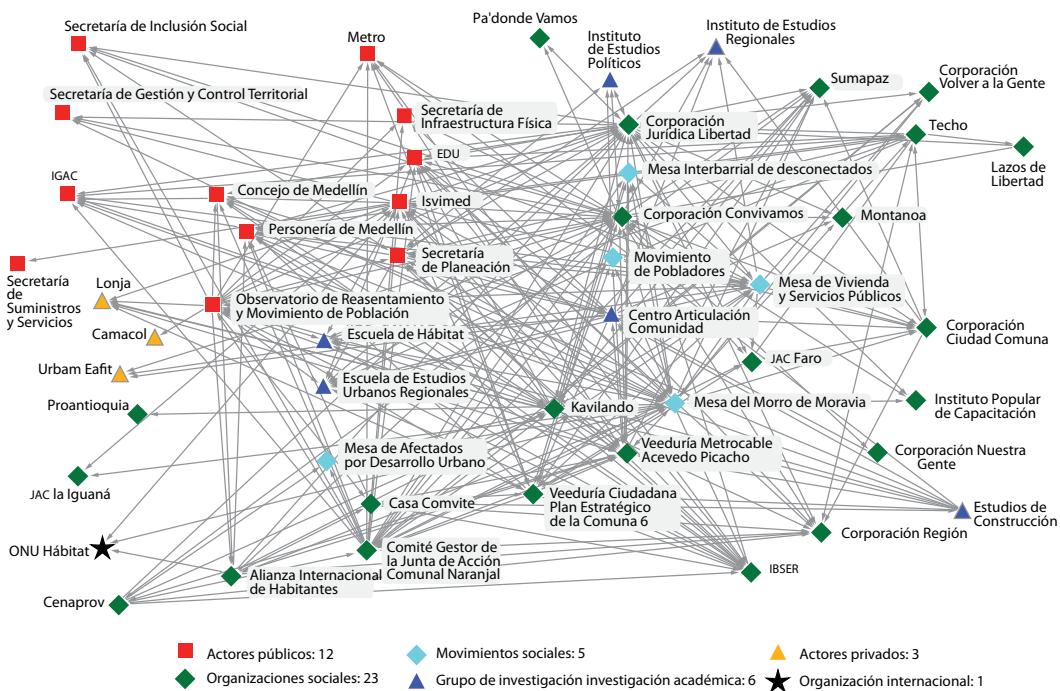 Secretaría de Inclusión Social
Metro
Pa'donde Vamos
Instituto
de Estudios
Políticos
Instituto de Estudios
Regionales
Sumapaz
Corporación
Volver a la Gente
Secretaría de Gestión y Control Territorial
Secretaría de
Infraestructura Física
Corporación
Jurídica Libertad
Techo
EDU
Mesa Interbarrial de desconectados
Lazos de
Libertad
IGAC
Concejo de Medellín
Isvimed
Corporación Convivamos
Montanoa
Personería de Medellín
Secretaría
de Planeación
Movimiento
de Pobladores
Mesa de Vivienda
y Servicios Públicos
Secretaría
de
Suministros
y Servicios
Lonja
Observatorio de Reasentamiento
y Movimiento de Población
Centro Articulación
Comunidad
Camacol
Escuela de Hábitat
Corporación
Ciudad Comuna
JAC Faro
Urbam Eafit
Escuela de Estudios
Urbanos Regionales
Proantioquia
Kavilando
Mesa del Morro de Moravia
Instituto Popular
de Capacitación
Mesa de Afectados
por Desarrollo Urbano
Veeduría Metrocable
Acevedo Picacho
Corporación Nuestra
Gente
JAC la Iguaná
Casa Comvite
Veeduría Ciudadana
Plan Estratégico
de la Comuna 6
Estudios de
Construcción
Corporación Región
ONU Hábitat
Comité Gestor de
la Junta de Acción
Comunal Naranjal
Alianza Internacional
de Habitantes
IBSER
Cenaprov
Actores públicos: 12
Movimientos sociales: 5
Actores privados: 3
Organizaciones sociales: 23
Grupo de investigación investigación académica: 6
Organización internacional: 1